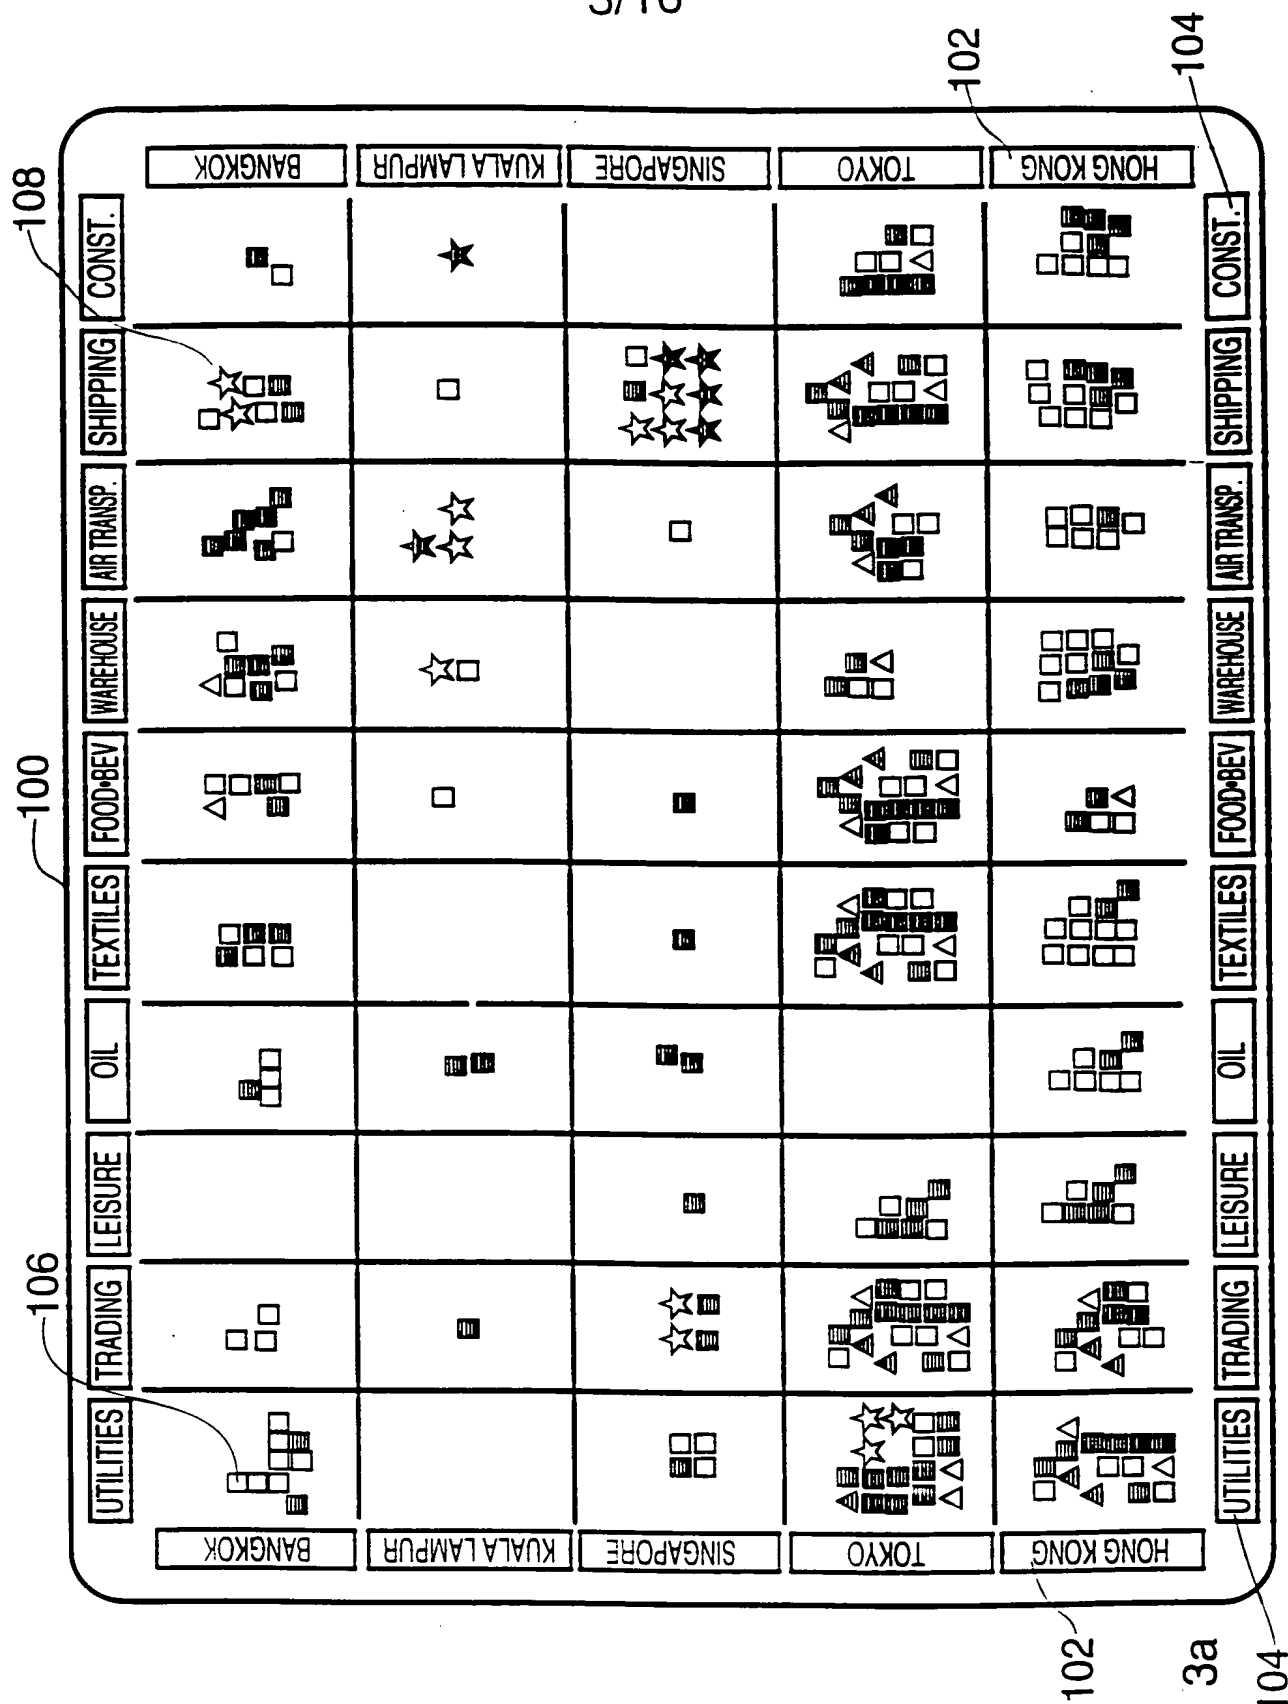 3/16
100
108
106
104
102
UTILITIES
TRADING
LEISURE
OIL
TEXTILES
FOOD•BEV
WAREHOUSE
AIR TRANSP.
SHIPPING
CONST.
BANGKOK
BANGKOK
KUALA LAMPUR
KUALA LAMPUR
SINGAPORE
SINGAPORE
TOKYO
TOKYO
HONG KONG
HONG KONG
UTILITIES
TRADING
LEISURE
OIL
TEXTILES
FOOD•BEV
WAREHOUSE
AIR TRANSP.
SHIPPING
CONST.
102
104
3a